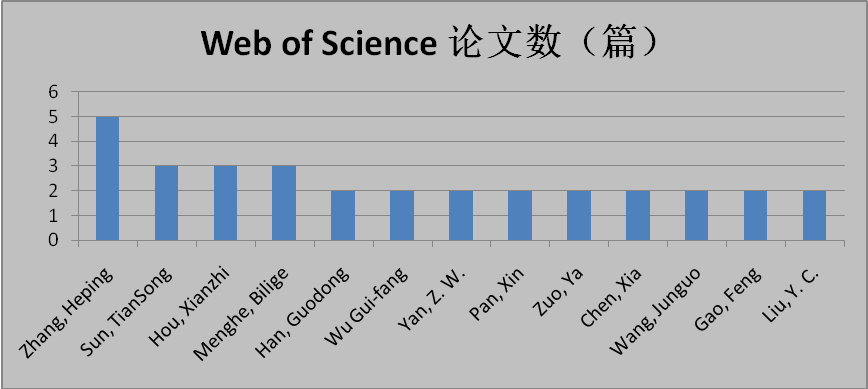 Web of Science 论文数（篇）
6
5
4
3
2
1
0
Zhang, Heping
Sun, TianSong
Hou, Xianzhi
Menghe, Bilige
Han, Guodong
Wu Gui-fang
Yan, Z. W.
Pan, Xin
Zuo, Ya
Chen, Xia
Wang, Junguo
Gao, Feng
Liu, Y. C.